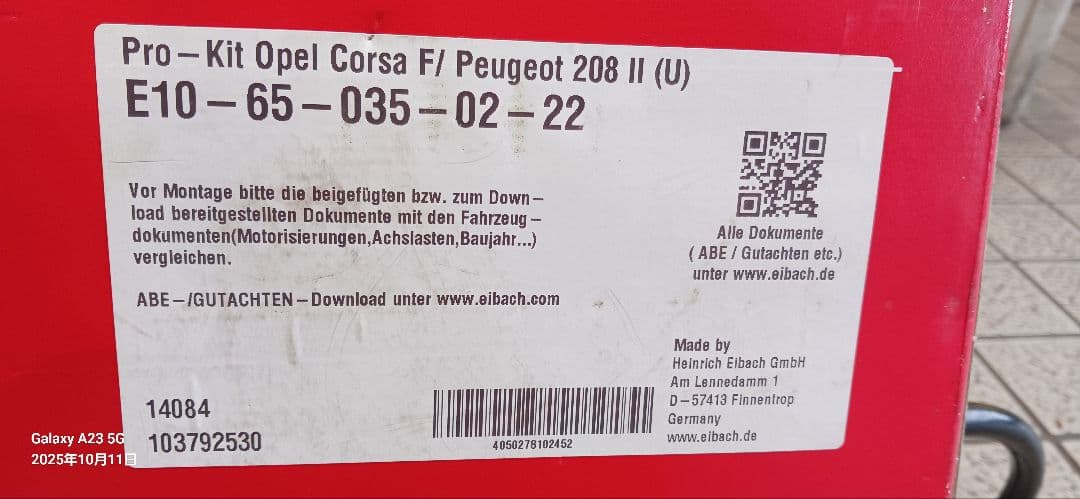 Pro-Kit Opel Corsa F/ Peugeot 208 II (U)
E10-65-035-02-22
Vor Montage bitte die beigefügten bzw. zum Down-
load bereitgestellten Dokumente mit den Fahrzeug-
dokumenten(Motorisierungen,Achslasten,Baujahr...)
vergleichen.
ABE-/GUTACHTEN-Download unter www.eibach.com
Alle Dokumente
( ABE / Gutachten etc.)
unter www.eibach.de
Made by
Heinrich Eibach GmbH
Am Lennedamm 1
D-57413 Finnentrop
Germany
www.eibach.de
14084
103792530
4050278102452
Galaxy A23 5G
2025年10月11日